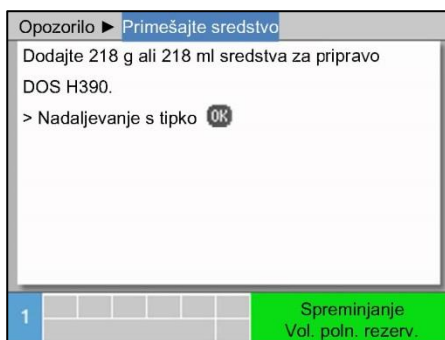 Opozorilo ► Primešajte sredstvo
Dodajte 218 g ali 218 ml sredstva za pripravo
DOS H390.
> Nadaljevanje s tipko OK
1
Spreminjanje
Vol. poln. rezerv.